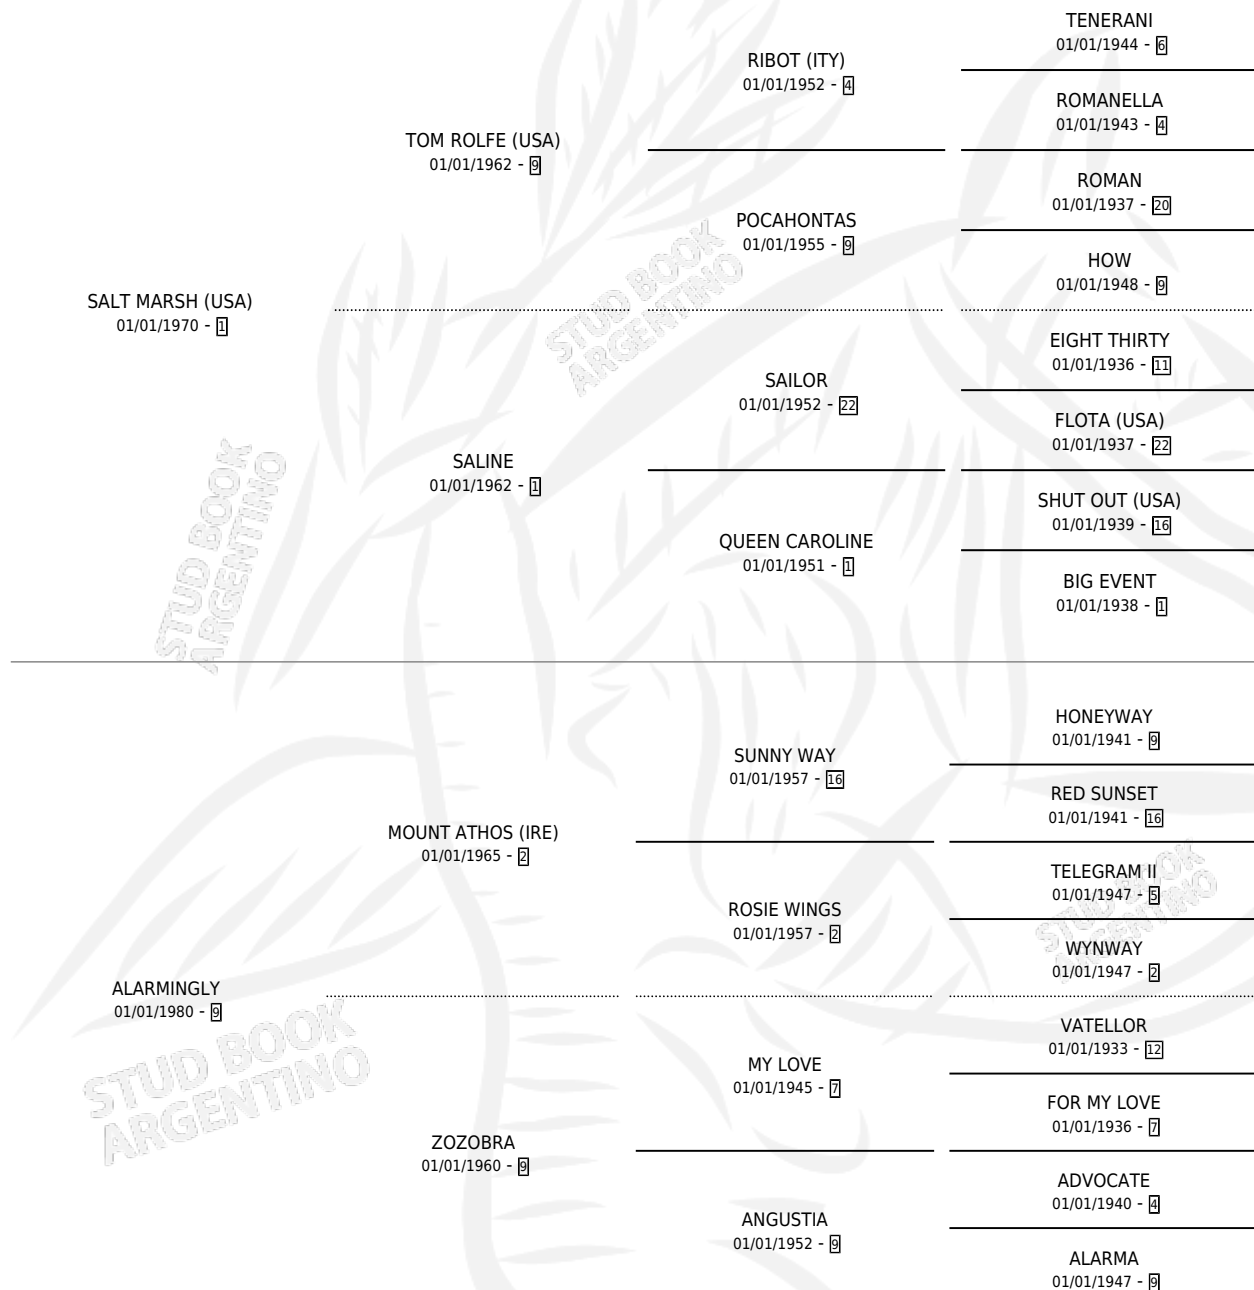 TENERANI
01/01/1944 - 6
RIBOT (ITY)
01/01/1952 - 4
ROMANELLA
01/01/1943 - 4
TOM ROLFE (USA)
01/01/1962 - 9
ROMAN
01/01/1937 - 20
POCAHONTAS
01/01/1955 - 9
HOW
01/01/1948 - 9
SALT MARSH (USA)
01/01/1970 - 1
EIGHT THIRTY
01/01/1936 - 11
SAILOR
01/01/1952 - 22
FLOTA (USA)
01/01/1937 - 22
SALINE
01/01/1962 - 1
SHUT OUT (USA)
01/01/1939 - 16
QUEEN CAROLINE
01/01/1951 - 1
BIG EVENT
01/01/1938 - 1
HONEYWAY
01/01/1941 - 9
SUNNY WAY
01/01/1957 - 16
RED SUNSET
01/01/1941 - 16
MOUNT ATHOS (IRE)
01/01/1965 - 2
TELEGRAM II
01/01/1947 - 5
ROSIE WINGS
01/01/1957 - 2
WYNWAY
01/01/1947 - 2
ALARMINGLY
01/01/1980 - 9
VATELLOR
01/01/1933 - 12
MY LOVE
01/01/1945 - 7
FOR MY LOVE
01/01/1936 - 7
ZOZOBRA
01/01/1960 - 9
ADVOCATE
01/01/1940 - 4
ANGUSTIA
01/01/1952 - 9
ALARMA
01/01/1947 - 9
STUD BOOK
ARGENTINO
STUD BOOK
ARGENTINO
STUD BOOK
ARGENTINO
STUD BOOK
ARGENTINO